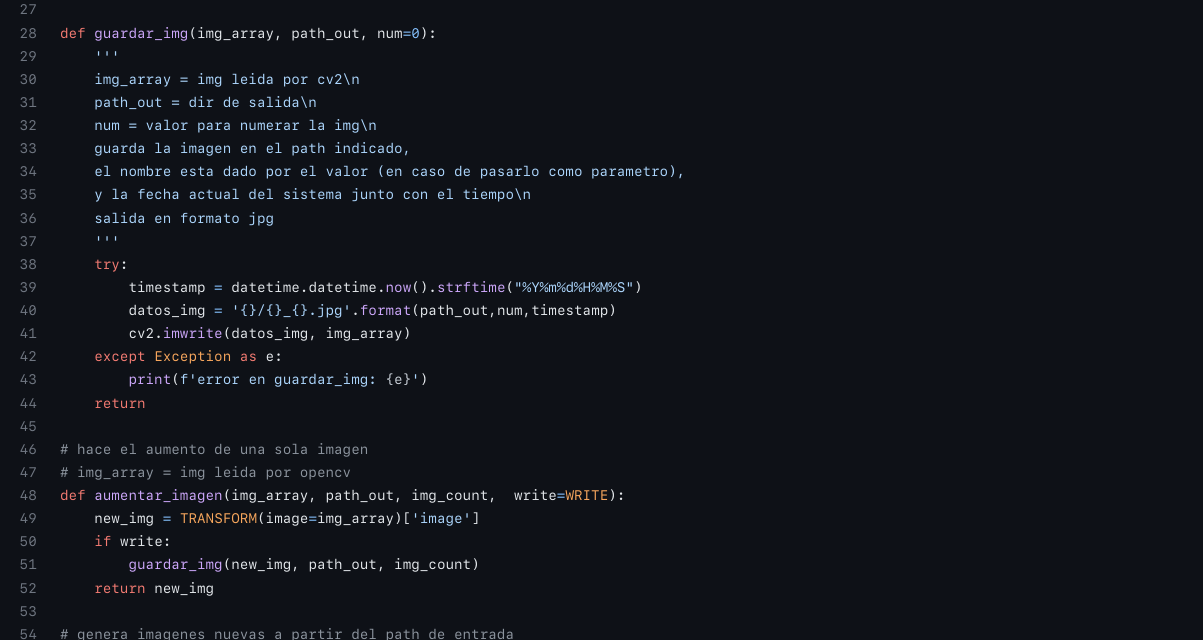 27
28 def guardar_img(img_array, path_out, num=0):
29     '''
30     img_array = img leida por cv2\n
31     path_out = dir de salida\n
32     num = valor para numerar la img\n
33     guarda la imagen en el path indicado,
34     el nombre esta dado por el valor (en caso de pasarlo como parametro),
35     y la fecha actual del sistema junto con el tiempo\n
36     salida en formato jpg
37     '''
38     try:
39         timestamp = datetime.datetime.now().strftime("%Y%m%d%H%M%S")
40         datos_img = '{}/{}_{}.jpg'.format(path_out,num,timestamp)
41         cv2.imwrite(datos_img, img_array)
42     except Exception as e:
43         print(f'error en guardar_img: {e}')
44     return
45
46 # hace el aumento de una sola imagen
47 # img_array = img leida por opencv
48 def aumentar_imagen(img_array, path_out, img_count,  write=WRITE):
49     new_img = TRANSFORM(image=img_array)['image']
50     if write:
51         guardar_img(new_img, path_out, img_count)
52     return new_img
53
54 # genera imagenes nuevas a partir del path de entrada